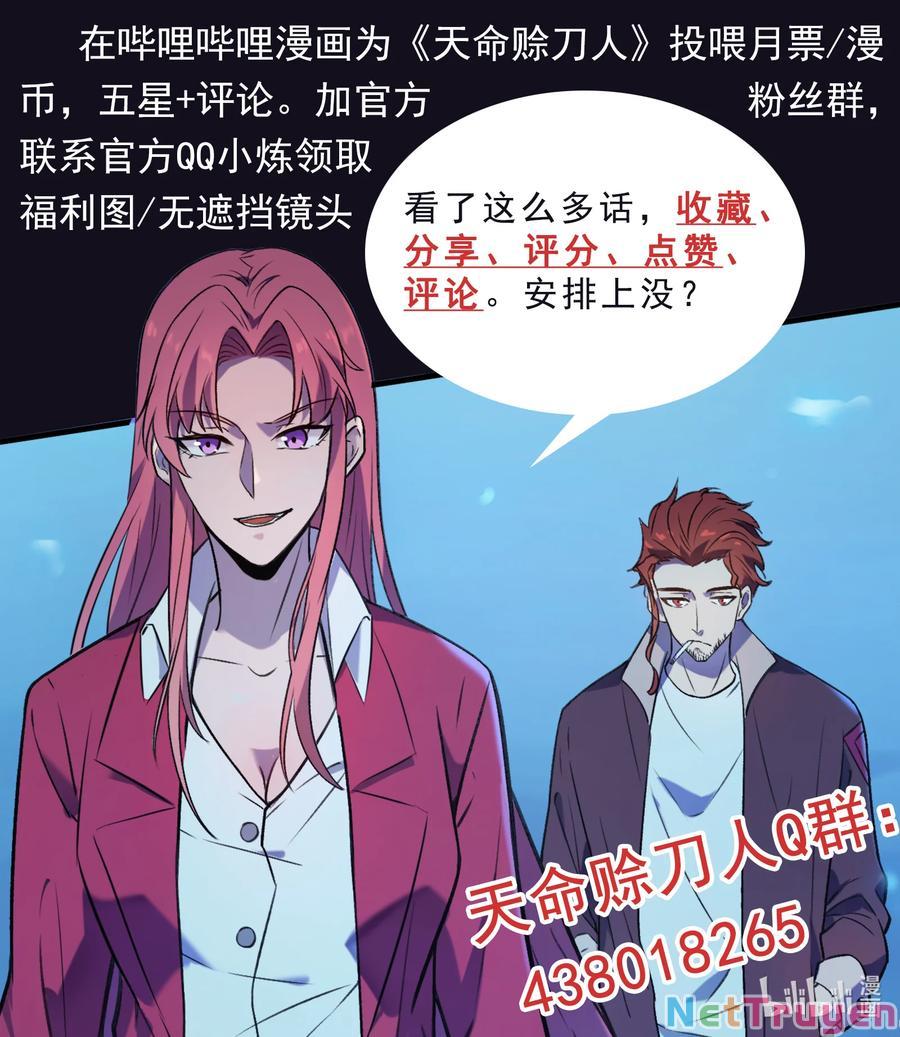 在哔哩哔哩漫画为《天命赊刀人》投喂月票/漫
币，五星+评论。加官方 粉丝群，
联系官方QQ小炼领取
福利图/无遮挡镜头
看了这么多话，收藏、
分享、评分、点赞、
评论。安排上没？
天命赊刀人Q群：
438018265
bilibili 漫画
NetTruyen